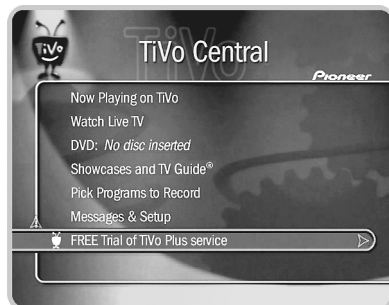 TiVo
TiVo Central
Pioneer
Now Playing on TiVo
Watch Live TV
DVD: No disc inserted
Showcases and TV Guide®
Pick Programs to Record
Messages & Setup
FREE Trial of TiVo Plus service